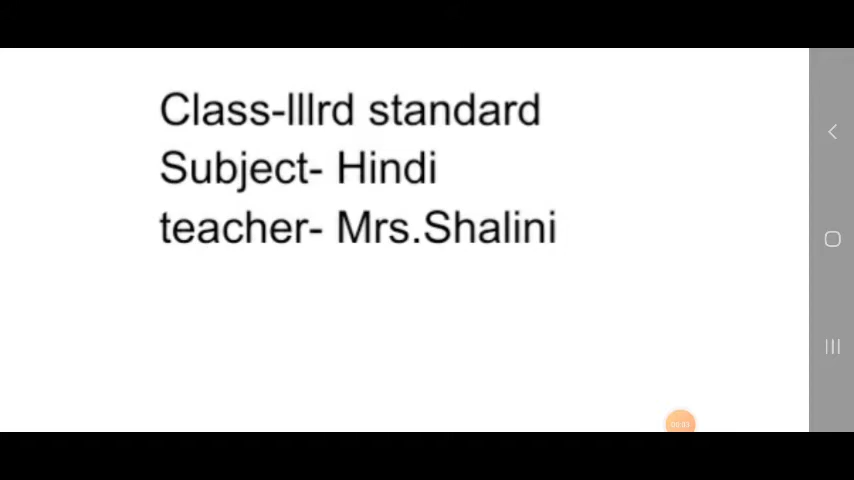 Class-lllrd standard
Subject- Hindi
teacher- Mrs.Shalini